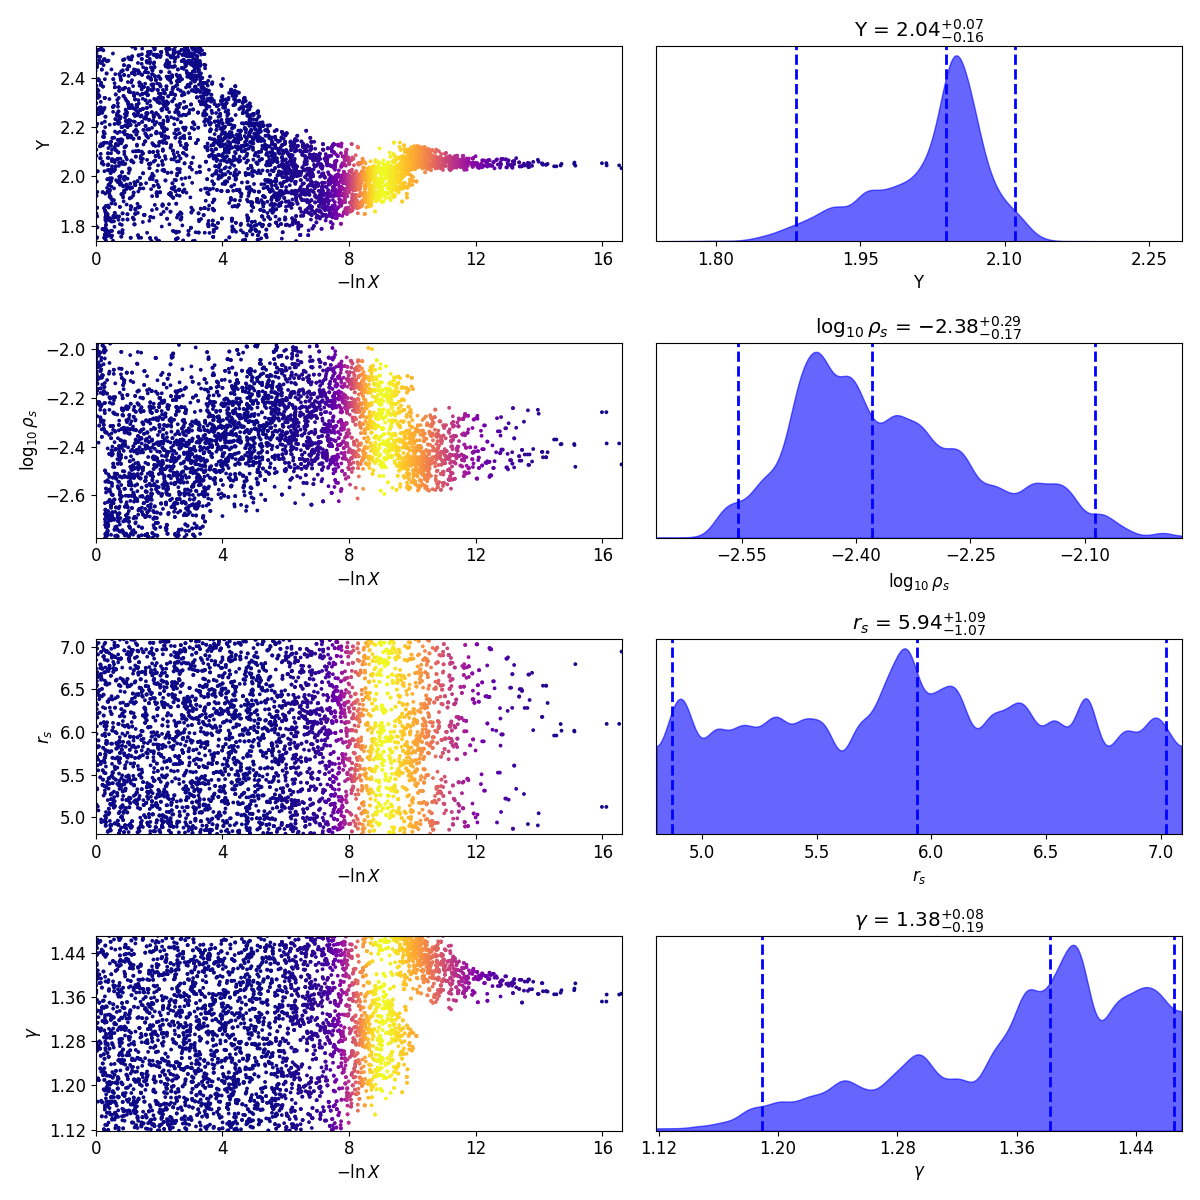 Y = 2.04^{+0.07}_{-0.16}
2.4
2.2
2.0
1.8
Y
0 4 8 12 16
−ln X
1.80 1.95 2.10 2.25
Y
log₁₀ ρₛ = −2.38^{+0.29}_{-0.17}
−2.0
−2.2
−2.4
−2.6
log₁₀ ρₛ
0 4 8 12 16
−ln X
−2.55 −2.40 −2.25 −2.10
log₁₀ ρₛ
rₛ = 5.94^{+1.09}_{-1.07}
7.0
6.5
6.0
5.5
5.0
rₛ
0 4 8 12 16
−ln X
5.0 5.5 6.0 6.5 7.0
rₛ
γ = 1.38^{+0.08}_{-0.19}
1.44
1.36
1.28
1.20
1.12
γ
0 4 8 12 16
−ln X
1.12 1.20 1.28 1.36 1.44
γ